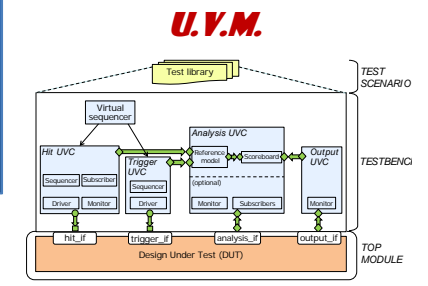 U.V.M.
Test library
TEST
SCENARIO
Virtual
sequencer
Analysis UVC
Hit UVC
Trigger
UVC
Reference
model
Scoreboard
Output
UVC
TESTBENCH
Sequencer
Subscriber
Sequencer
(optional)
Driver
Monitor
Driver
Monitor
Subscribers
Monitor
hit_if
trigger_if
analysis_if
output_if
Design Under Test (DUT)
TOP
MODULE